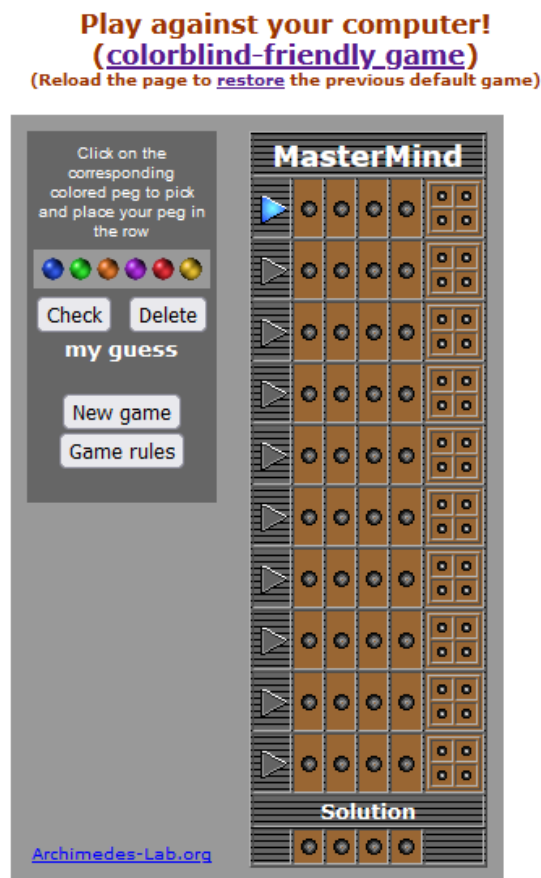 Play against your computer!
(colorblind-friendly game)
(Reload the page to restore the previous default game)
Click on the
corresponding
colored peg to pick
and place your peg in
the row
Check Delete
my guess
New game
Game rules
MasterMind
Solution
Archimedes-Lab.org